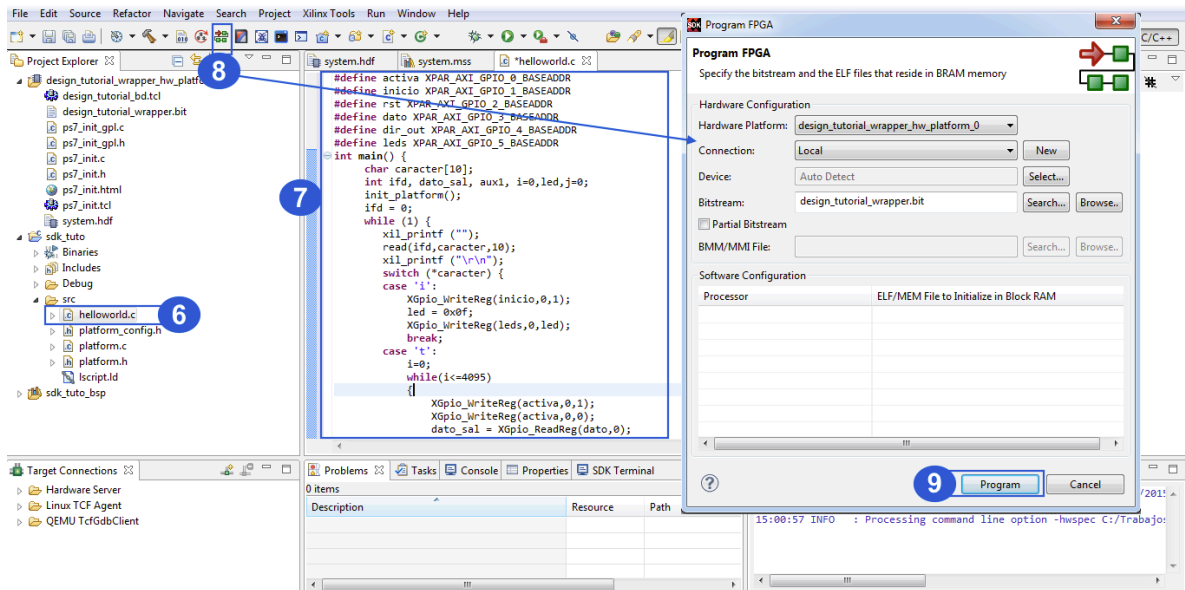 File Edit Source Refactor Navigate Search Project Xilinx Tools Run Window Help
C/C++
Project Explorer
design_tutorial_wrapper_hw_platf
design_tutorial_bd.tcl
design_tutorial_wrapper.bit
ps7_init_gpl.c
ps7_init_gpl.h
ps7_init.c
ps7_init.h
ps7_init.html
ps7_init.tcl
system.hdf
sdk_tuto
Binaries
Includes
Debug
src
helloworld.c
platform_config.h
platform.c
platform.h
lscript.ld
sdk_tuto_bsp
6
8
7
system.hdf system.mss *helloworld.c
#define activa XPAR_AXI_GPIO_0_BASEADDR
#define inicio XPAR_AXI_GPIO_1_BASEADDR
#define rst XPAR_AXI_GPIO_2_BASEADDR
#define dato XPAR_AXI_GPIO_3_BASEADDR
#define dir_out XPAR_AXI_GPIO_4_BASEADDR
#define leds XPAR_AXI_GPIO_5_BASEADDR
int main() {
char caracter[10];
int ifd, dato_sal, aux1, i=0,led,j=0;
init_platform();
ifd = 0;
while (1) {
xil_printf ("");
read(ifd,caracter,10);
xil_printf ("\r\n");
switch (*caracter) {
case 'i':
XGpio_WriteReg(inicio,0,1);
led = 0x0f;
XGpio_WriteReg(leds,0,led);
break;
case 't':
i=0;
while(i<=4095)
{
XGpio_WriteReg(activa,0,1);
XGpio_WriteReg(activa,0,0);
dato_sal = XGpio_ReadReg(dato,0);
SDK Program FPGA
Program FPGA
Specify the bitstream and the ELF files that reside in BRAM memory
Hardware Configuration
Hardware Platform: design_tutorial_wrapper_hw_platform_0
Connection: Local New
Device: Auto Detect Select...
Bitstream: design_tutorial_wrapper.bit Search... Browse..
Partial Bitstream
BMM/MMI File: Search... Browse..
Software Configuration
Processor ELF/MEM File to Initialize in Block RAM
9 Program Cancel
Target Connections
Hardware Server
Linux TCF Agent
QEMU TcfGdbClient
Problems Tasks Console Properties SDK Terminal
0 items
Description Resource Path
/201
15:00:57 INFO : Processing command line option -hwspec C:/Trabajo